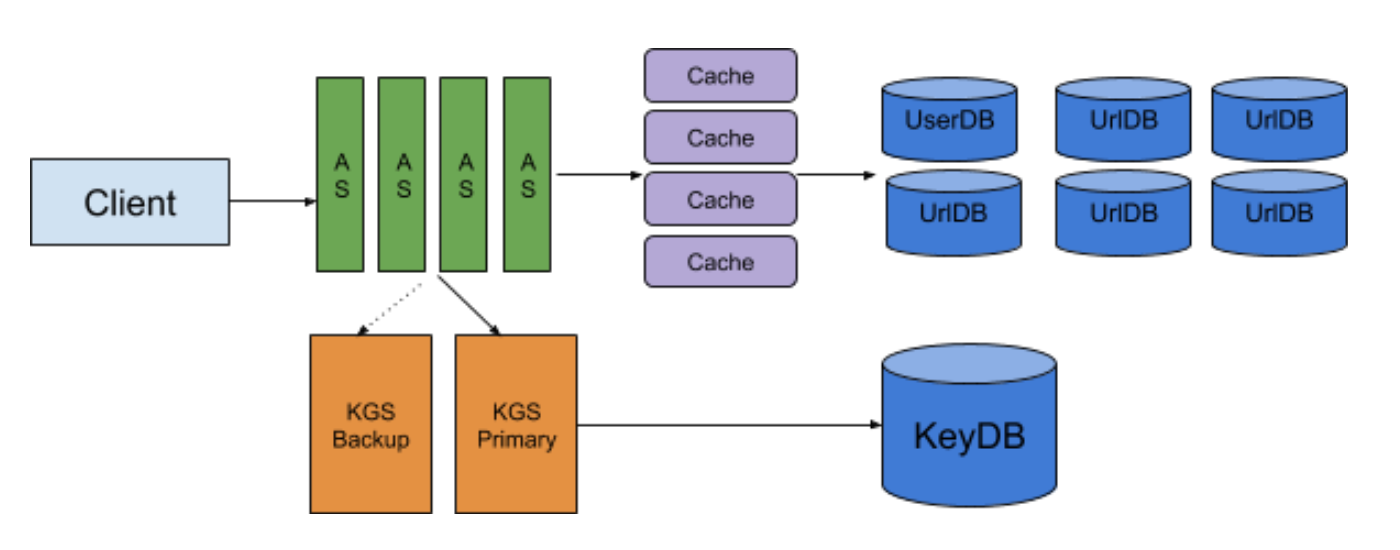 Client
A
S
A
S
A
S
A
S
Cache
Cache
Cache
Cache
UserDB
UrlDB
UrlDB
UrlDB
UrlDB
UrlDB
KGS
Backup
KGS
Primary
KeyDB